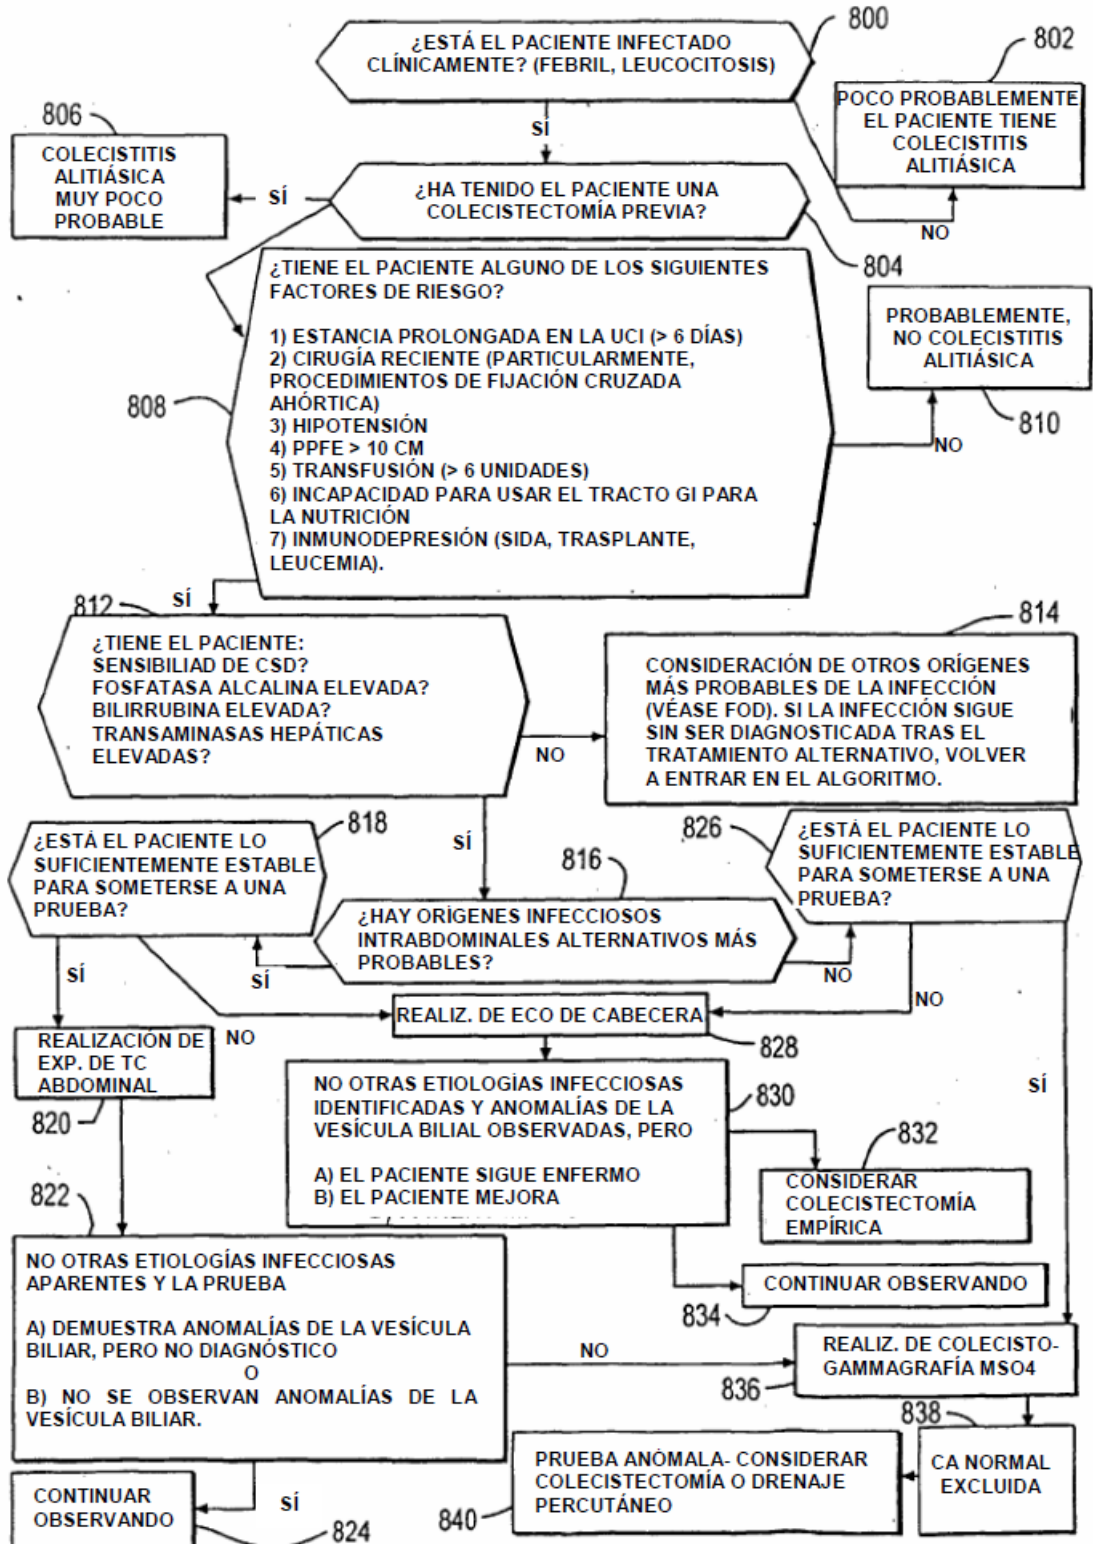 800
¿ESTÁ EL PACIENTE INFECTADO
CLÍNICAMENTE? (FEBRIL, LEUCOCITOSIS)
802
POCO PROBABLEMENTE
EL PACIENTE TIENE
COLECISTITIS
ALITIÁSICA
NO
SÍ
806
COLECISTITIS
ALITIÁSICA
MUY POCO
PROBABLE
SÍ
¿HA TENIDO EL PACIENTE UNA
COLECISTECTOMÍA PREVIA?
804
¿TIENE EL PACIENTE ALGUNO DE LOS SIGUIENTES
FACTORES DE RIESGO?
1) ESTANCIA PROLONGADA EN LA UCI (> 6 DÍAS)
2) CIRUGÍA RECIENTE (PARTICULARMENTE,
PROCEDIMIENTOS DE FIJACIÓN CRUZADA
AHÓRTICA)
3) HIPOTENSIÓN
4) PPFE > 10 CM
5) TRANSFUSIÓN (> 6 UNIDADES)
6) INCAPACIDAD PARA USAR EL TRACTO GI PARA
LA NUTRICIÓN
7) INMUNODEPRESIÓN (SIDA, TRASPLANTE,
LEUCEMIA).
808
PROBABLEMENTE,
NO COLECISTITIS
ALITIÁSICA
810
NO
SÍ
812
¿TIENE EL PACIENTE:
SENSIBILIAD DE CSD?
FOSFATASA ALCALINA ELEVADA?
BILIRRUBINA ELEVADA?
TRANSAMINASAS HEPÁTICAS
ELEVADAS?
NO
814
CONSIDERACIÓN DE OTROS ORÍGENES
MÁS PROBABLES DE LA INFECCIÓN
(VÉASE FOD). SI LA INFECCIÓN SIGUE
SIN SER DIAGNOSTICADA TRAS EL
TRATAMIENTO ALTERNATIVO, VOLVER
A ENTRAR EN EL ALGORITMO.
SÍ
818
¿ESTÁ EL PACIENTE LO
SUFICIENTEMENTE ESTABLE
PARA SOMETERSE A UNA
PRUEBA?
816
¿HAY ORÍGENES INFECCIOSOS
INTRABDOMINALES ALTERNATIVOS MÁS
PROBABLES?
826
¿ESTÁ EL PACIENTE LO
SUFICIENTEMENTE ESTABLE
PARA SOMETERSE A UNA
PRUEBA?
SÍ
SÍ
NO
NO
NO
SÍ
REALIZ. DE ECO DE CABECERA
828
REALIZACIÓN DE
EXP. DE TC
ABDOMINAL
820
NO OTRAS ETIOLOGÍAS INFECCIOSAS
IDENTIFICADAS Y ANOMALÍAS DE LA
VESÍCULA BILIAL OBSERVADAS, PERO
A) EL PACIENTE SIGUE ENFERMO
B) EL PACIENTE MEJORA
830
832
CONSIDERAR
COLECISTECTOMÍA
EMPÍRICA
CONTINUAR OBSERVANDO
834
822
NO OTRAS ETIOLOGÍAS INFECCIOSAS
APARENTES Y LA PRUEBA
A) DEMUESTRA ANOMALÍAS DE LA VESÍCULA
BILIAR, PERO NO DIAGNÓSTICO
O
B) NO SE OBSERVAN ANOMALÍAS DE LA
VESÍCULA BILIAR.
NO
REALIZ. DE COLECISTO-
GAMMAGRAFÍA MSO4
836
838
CA NORMAL
EXCLUIDA
PRUEBA ANÓMALA- CONSIDERAR
COLECISTECTOMÍA O DRENAJE
PERCUTÁNEO
840
SÍ
CONTINUAR
OBSERVANDO
824